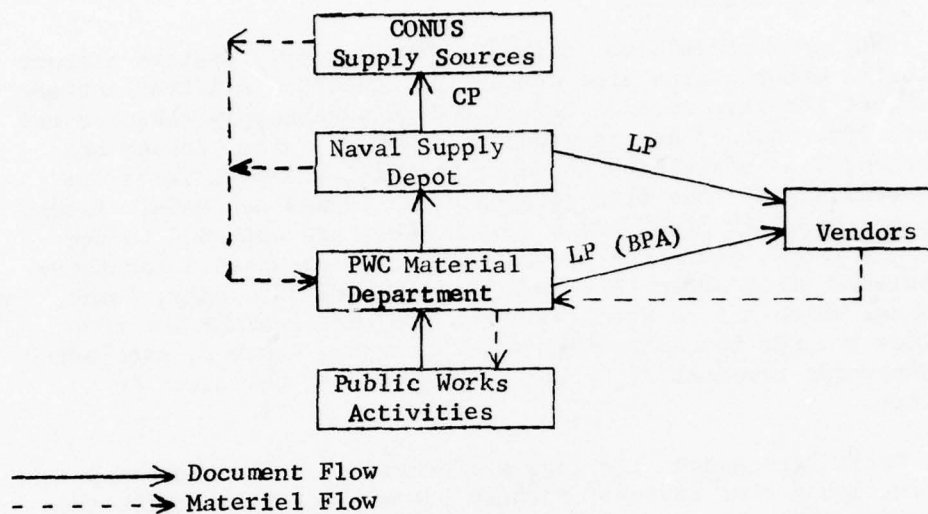 CONUS
Supply Sources
CP
Naval Supply
Depot
LP
Vendors
LP (BPA)
PWC Material
Department
Public Works
Activities
Document Flow
Materiel Flow